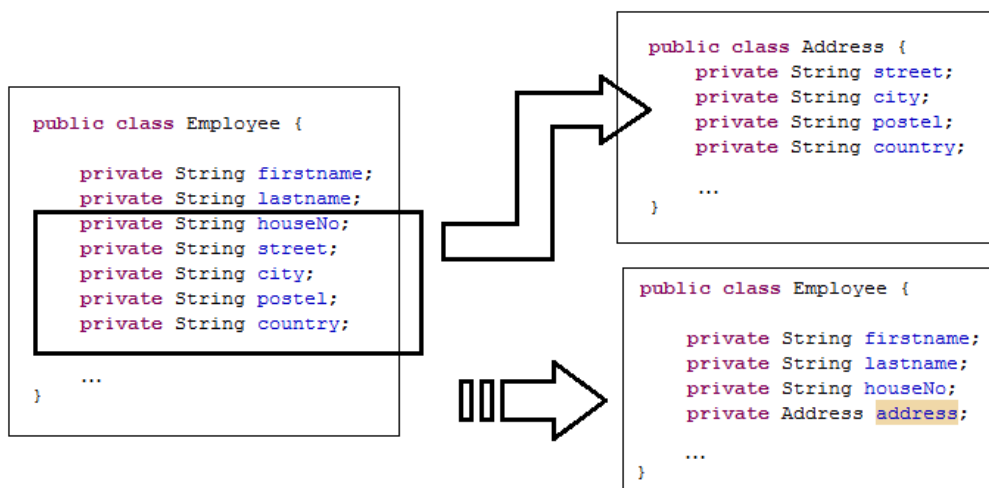 public class Employee {
private String firstname;
private String lastname;
private String houseNo;
private String street;
private String city;
private String postel;
private String country;
...
}
public class Address {
private String street;
private String city;
private String postel;
private String country;
...
}
public class Employee {
private String firstname;
private String lastname;
private String houseNo;
private Address address;
...
}